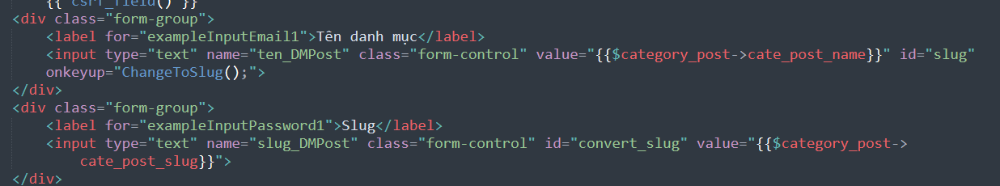 {{ csrf_field() }}
<div class="form-group">
<label for="exampleInputEmail1">Tên danh mục</label>
<input type="text" name="ten_DMPost" class="form-control" value="{{$category_post->cate_post_name}}" id="slug"
onkeyup="ChangeToSlug();">
</div>
<div class="form-group">
<label for="exampleInputPassword1">Slug</label>
<input type="text" name="slug_DMPost" class="form-control" id="convert_slug" value="{{$category_post->
cate_post_slug}}">
</div>